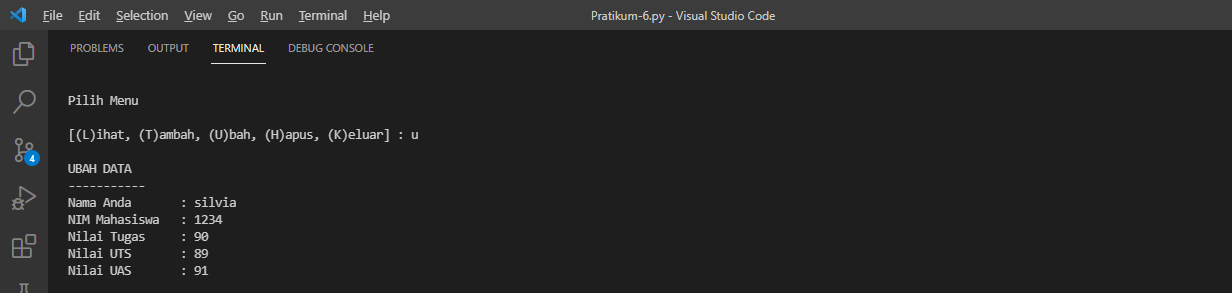 File Edit Selection View Go Run Terminal Help Pratikum-6.py - Visual Studio Code
PROBLEMS OUTPUT TERMINAL DEBUG CONSOLE
Pilih Menu
[(L)ihat, (T)ambah, (U)bah, (H)apus, (K)eluar] : u
4
UBAH DATA
-----------
Nama Anda : silvia
NIM Mahasiswa : 1234
Nilai Tugas : 90
Nilai UTS : 89
Nilai UAS : 91